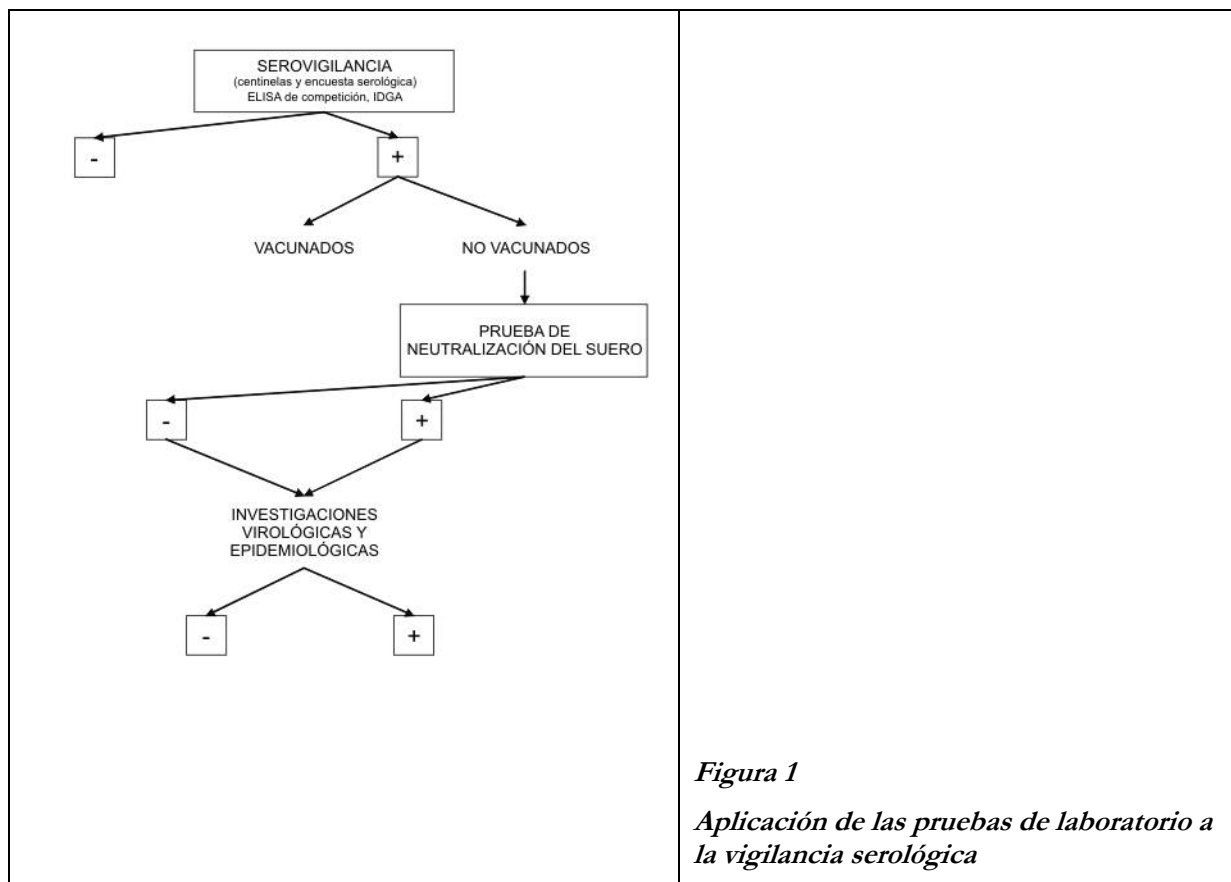 SEROVIGILANCIA
(centinelas y encuesta serológica)
ELISA de competición, IDGA
-
+
VACUNADOS
NO VACUNADOS
PRUEBA DE
NEUTRALIZACIÓN DEL SUERO
-
+
INVESTIGACIONES
VIROLÓGICAS Y
EPIDEMIOLÓGICAS
-
+
Figura 1
Aplicación de las pruebas de laboratorio a
la vigilancia serológica